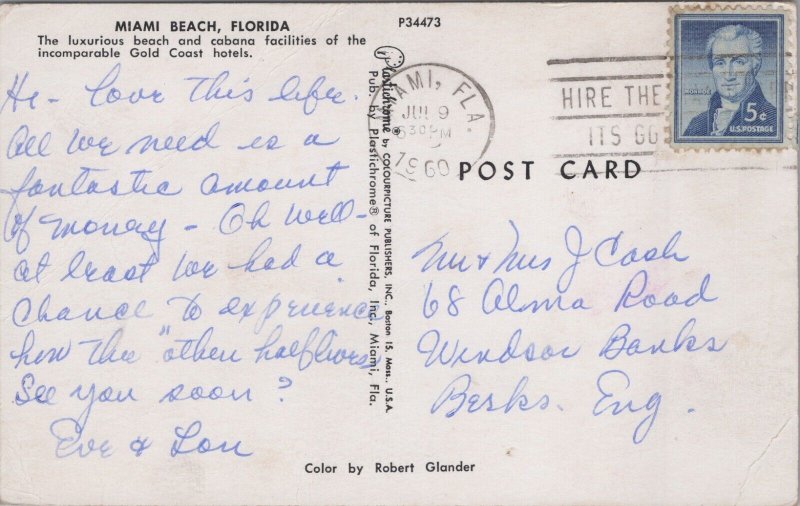 MIAMI BEACH, FLORIDA
The luxurious beach and cabana facilities of the
incomparable Gold Coast hotels.
P34473
Hi - love this life.
All we need is a
fantastic amount
of money - Oh well -
at least we had a
chance to experience
how the "other half lives
See you soon?
Eve & Lou
Plastichrome® by COLOURPICTURE PUBLISHERS, INC., Boston 15, Mass., U.S.A.
Pub. by Plastichrome® of Florida, Inc., Miami, Fla.
MIAMI, FLA.
JUL 9
630PM
1960
HIRE THE
ITS GO
MONROE
5¢
U.S. POSTAGE
POST CARD
Mr & Mrs J Cash
68 Alma Road
Windsor Banks
Berks. Eng.
Color by Robert Glander